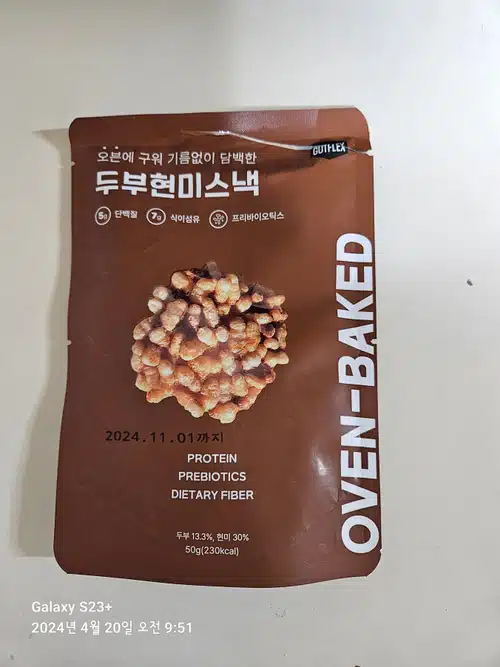 오븐에 구워 기름없이 담백한
GUTFLEX
두부현미스낵
5g 단백질 7g 식이섬유 프리바이오틱스
OVEN-BAKED
2024.11.01까지
PROTEIN
PREBIOTICS
DIETARY FIBER
두부 13.3%, 현미 30%
50g(230kcal)
Galaxy S23+
2024년 4월 20일 오전 9:51